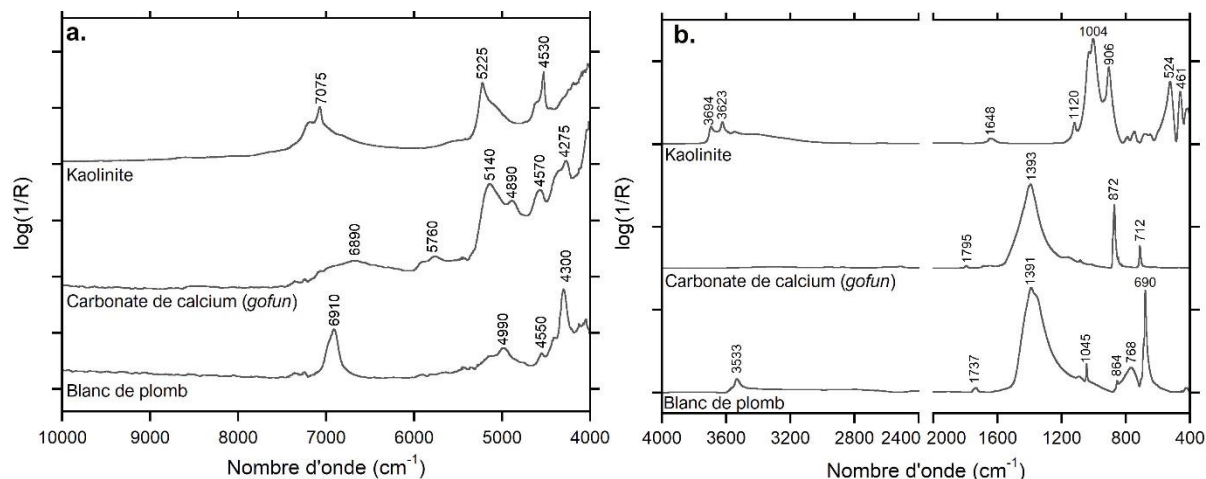 a.
log(1/R)
7075
5225
4530
Kaolinite
6890
5760
5140
4890
4570
4275
Carbonate de calcium (gofun)
6910
4990
4550
4300
Blanc de plomb
10000 9000 8000 7000 6000 5000 4000
Nombre d'onde (cm-1)
b.
log(1/R)
3694
3623
1648
1120
1004
906
524
461
Kaolinite
1795
1393
872
712
Carbonate de calcium (gofun)
3533
1737
1391
1045
864
768
690
Blanc de plomb
4000 3600 3200 2800 2400 2000 1600 1200 800 400
Nombre d'onde (cm-1)